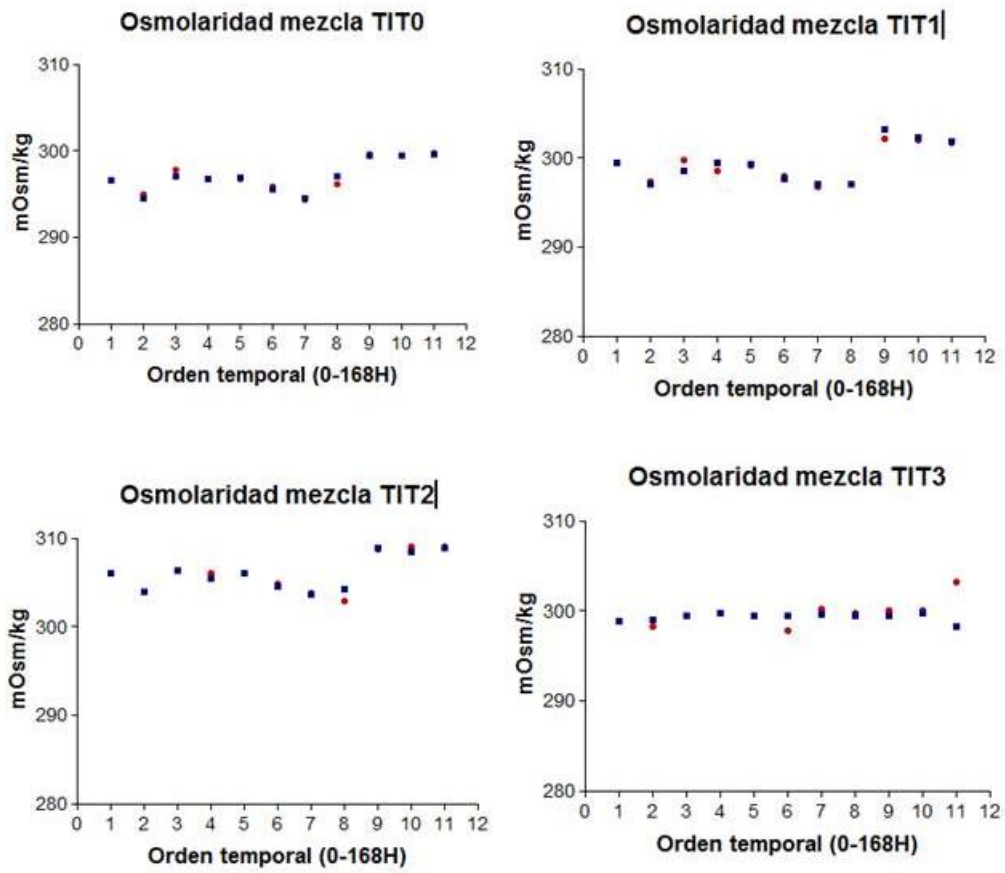 Osmolaridad mezcla TIT0
310
300
290
280
mOsm/kg
0 1 2 3 4 5 6 7 8 9 10 11 12
Orden temporal (0-168H)
Osmolaridad mezcla TIT1
310
300
290
280
mOsm/kg
0 1 2 3 4 5 6 7 8 9 10 11 12
Orden temporal (0-168H)
Osmolaridad mezcla TIT2
310
300
290
280
mOsm/kg
0 1 2 3 4 5 6 7 8 9 10 11 12
Orden temporal (0-168H)
Osmolaridad mezcla TIT3
310
300
290
280
mOsm/kg
0 1 2 3 4 5 6 7 8 9 10 11 12
Orden temporal (0-168H)